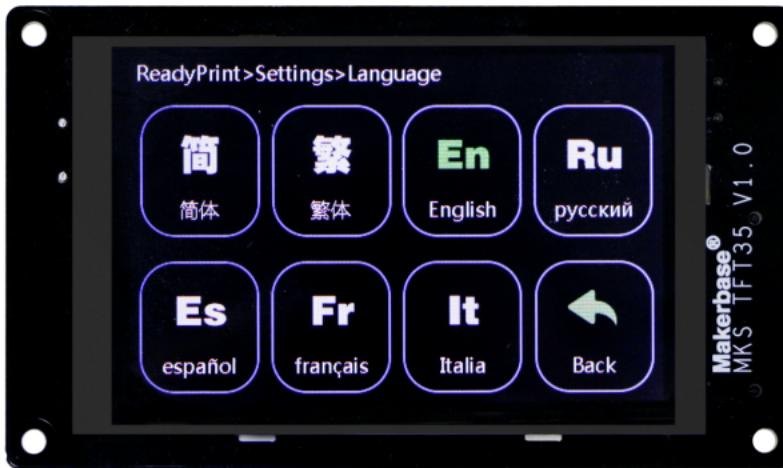 ReadyPrint>Settings>Language
简 繁 En Ru
简体 繁体 English русский
Es Fr It
español français Italia Back
Makerbase®
MKS TFT35 V1.0